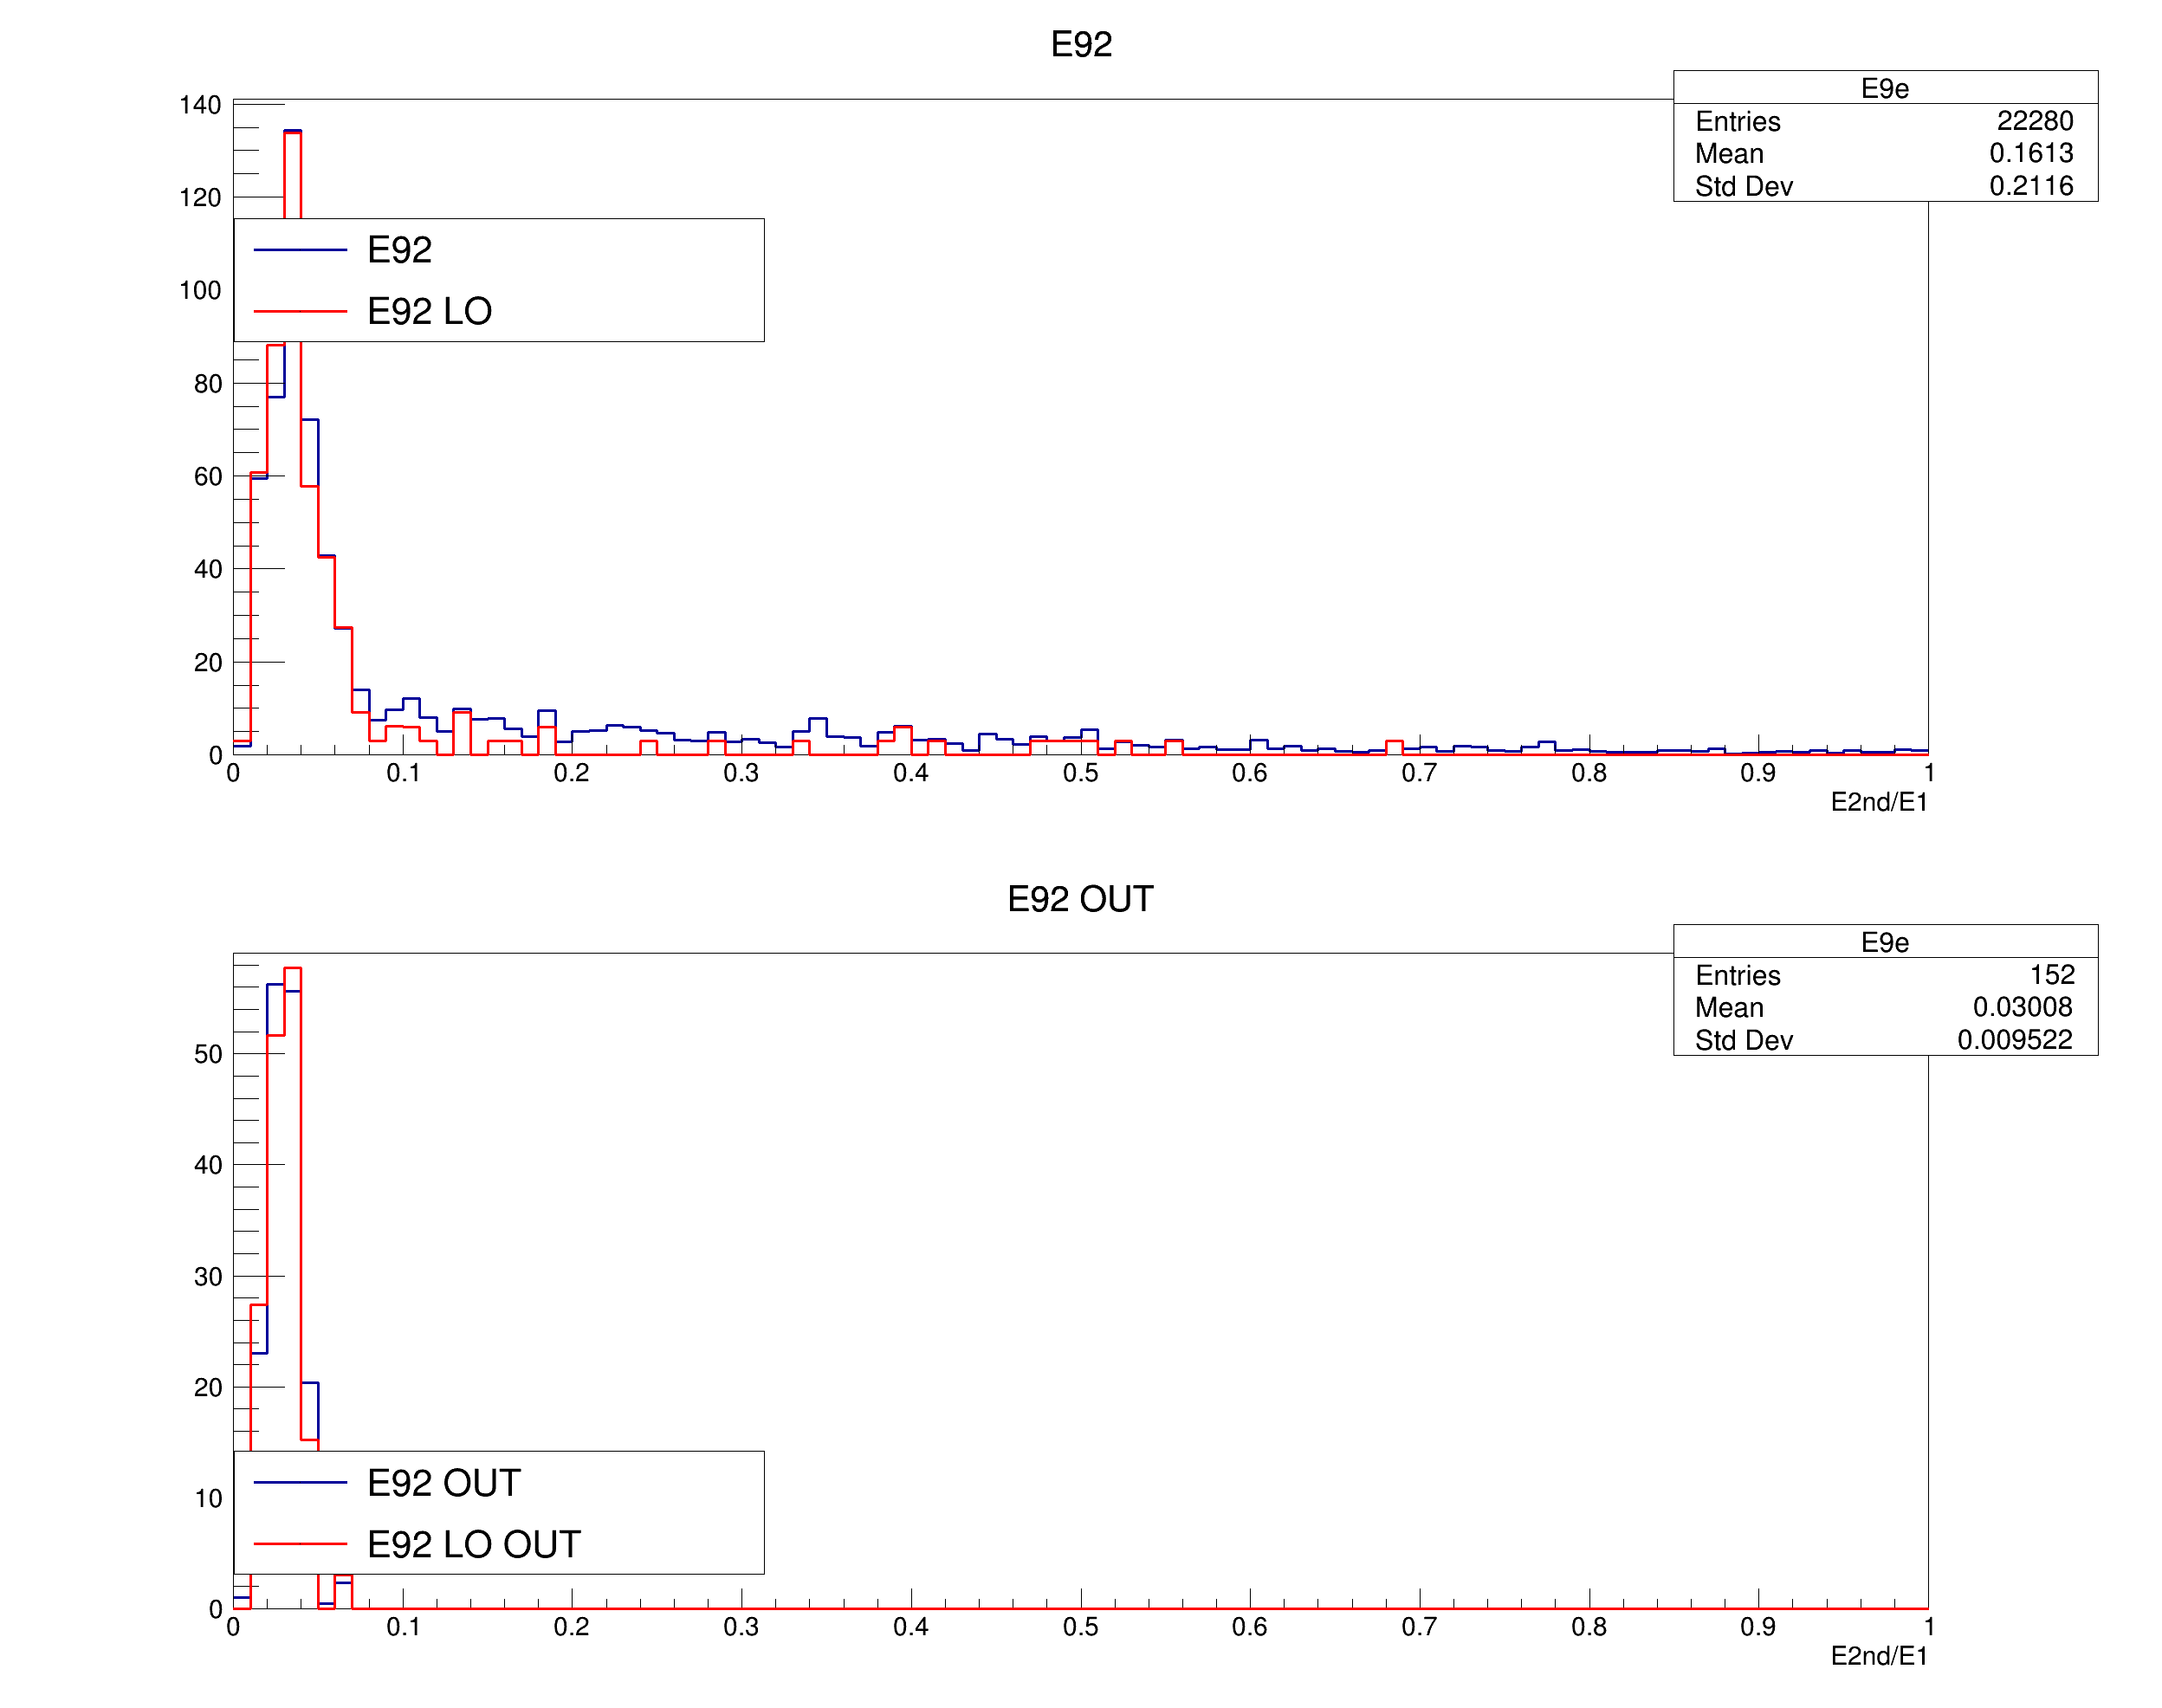 E92
E9e
Entries 22280
Mean 0.1613
Std Dev 0.2116
140
120
100
80
60
40
20
0
E92
E92 LO
0 0.1 0.2 0.3 0.4 0.5 0.6 0.7 0.8 0.9 1
E2nd/E1
E92 OUT
E9e
Entries 152
Mean 0.03008
Std Dev 0.009522
50
40
30
20
10
0
E92 OUT
E92 LO OUT
0 0.1 0.2 0.3 0.4 0.5 0.6 0.7 0.8 0.9 1
E2nd/E1